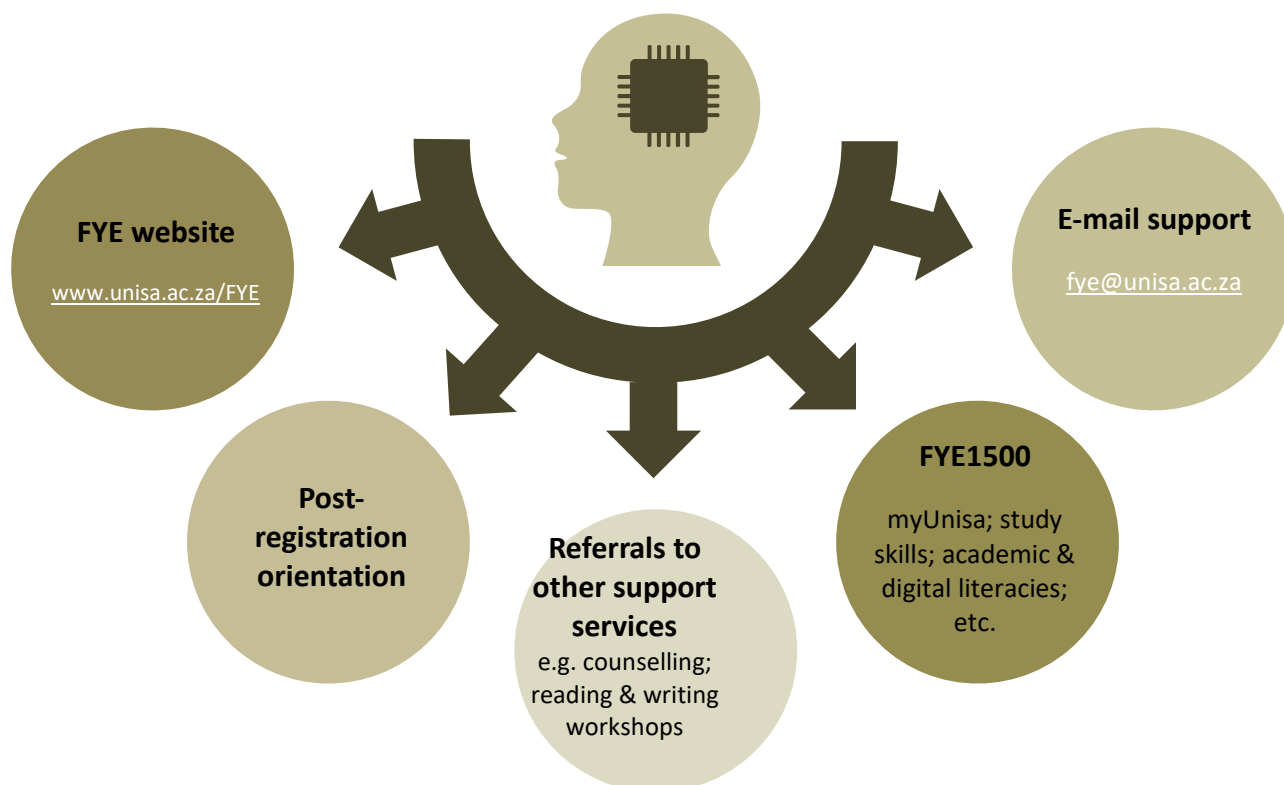 FYE website
www.unisa.ac.za/FYE
Post-
registration
orientation
Referrals to
other support
services
e.g. counselling;
reading & writing
workshops
FYE1500
myUnisa; study
skills; academic &
digital literacies;
etc.
E-mail support
fye@unisa.ac.za